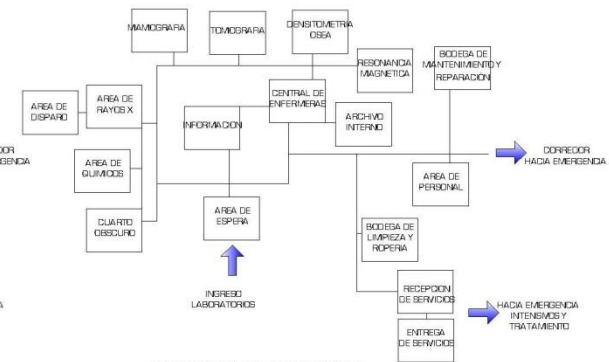 MAMOGRAFIA
TOMOGRAFIA
DENSITOMETRIA
OSEA
RESONANCIA
MAGNETICA
BODEGA DE
MANTENIMIENTO Y
REPARACION
AREA DE
DISPARO
AREA DE
RAYOS X
INFORMACION
CENTRAL DE
ENFERMERAS
ARCHIVO
INTERNO
CORREDOR
HACIA EMERGENCIA
AREA DE
QUIMICOS
AREA DE
PERSONAL
CUARTO
OBSCURO
AREA DE
ESPERA
BODEGA DE
LIMPIEZA Y
ROPERIA
INGRESO
LABORATORIOS
RECEPCION
DE SERVICIOS
HACIA EMERGENCIA
INTENSIVOS Y
TRATAMIENTO
ENTREGA
DE SERVICIOS